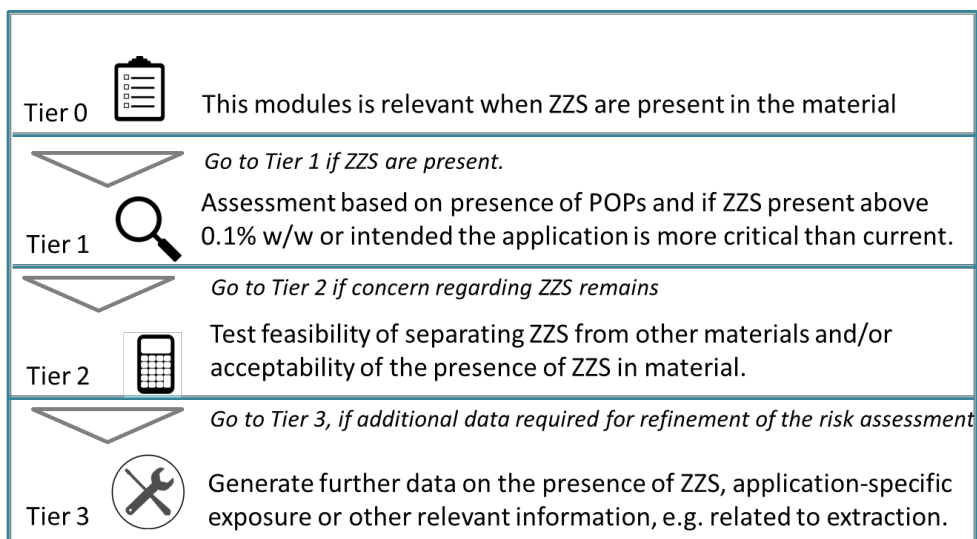 Tier 0
This modules is relevant when ZZS are present in the material
Go to Tier 1 if ZZS are present.
Tier 1
Assessment based on presence of POPs and if ZZS present above
0.1% w/w or intended the application is more critical than current.
Go to Tier 2 if concern regarding ZZS remains
Tier 2
Test feasibility of separating ZZS from other materials and/or
acceptability of the presence of ZZS in material.
Go to Tier 3, if additional data required for refinement of the risk assessment
Tier 3
Generate further data on the presence of ZZS, application-specific
exposure or other relevant information, e.g. related to extraction.